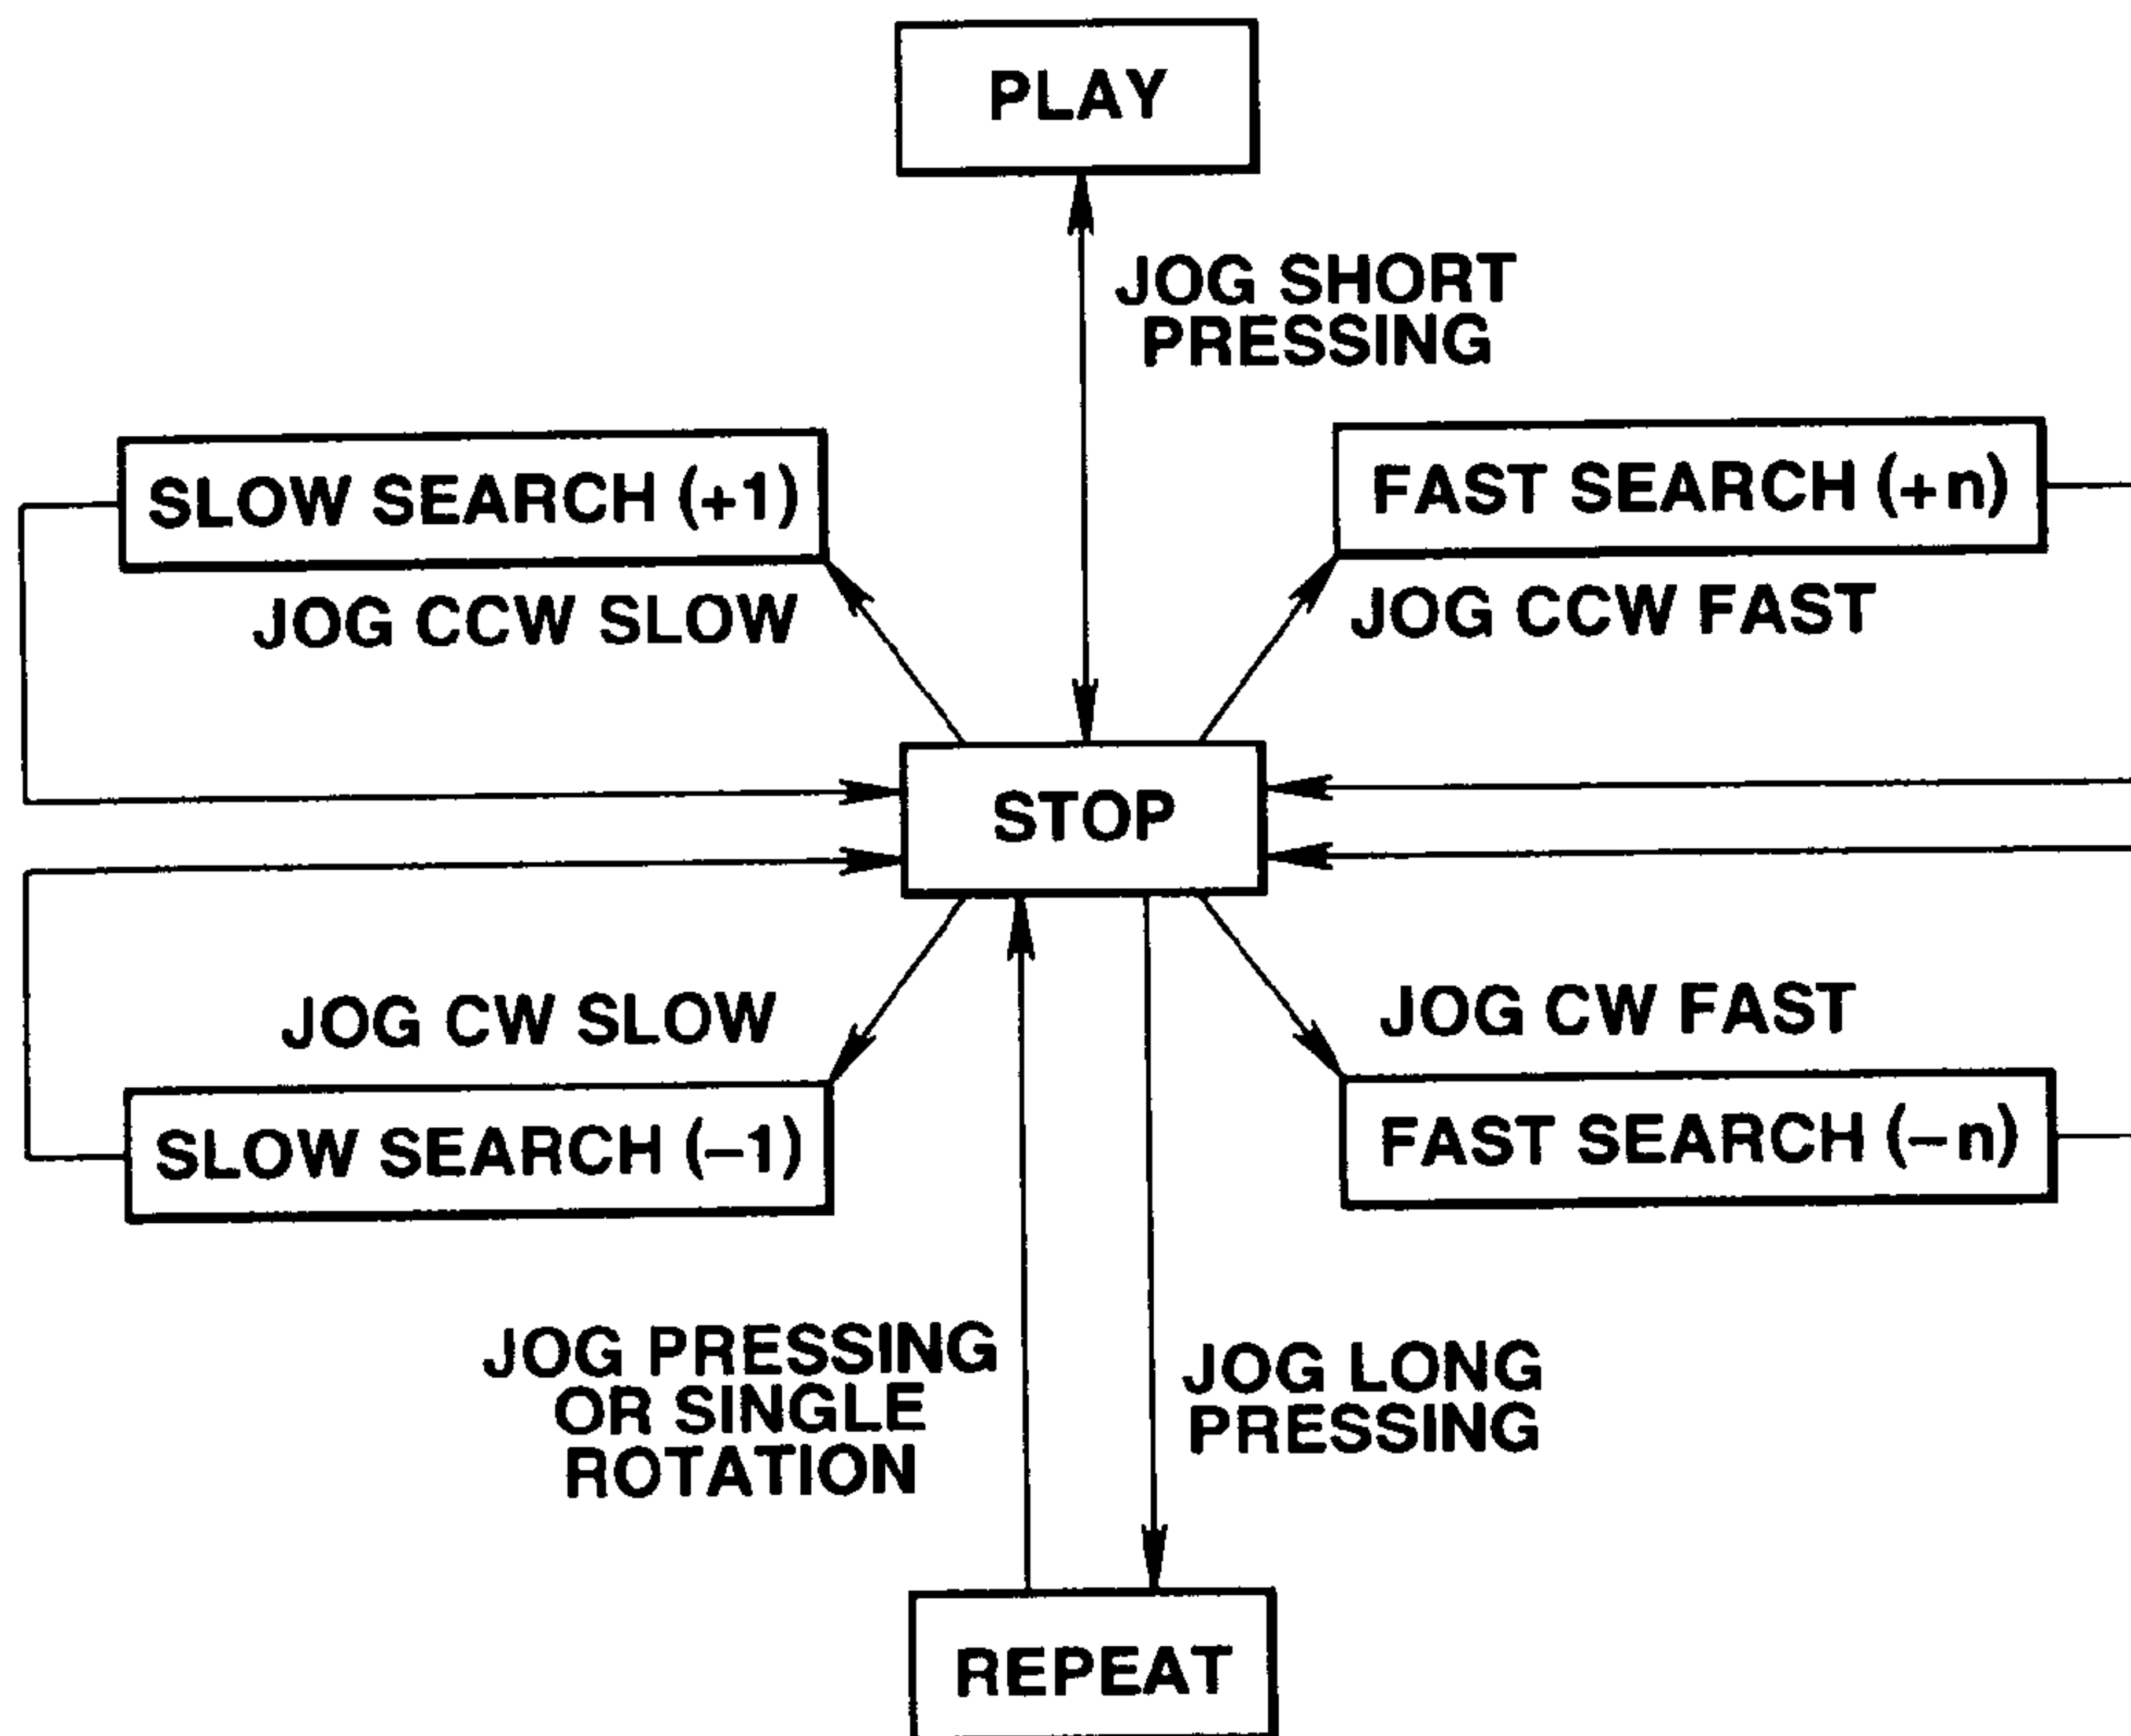 PLAY
JOG SHORT
PRESSING
SLOW SEARCH (+1)
FAST SEARCH (+n)
JOG CCW SLOW
JOG CCW FAST
STOP
JOG CW SLOW
JOG CW FAST
SLOW SEARCH (−1)
FAST SEARCH (−n)
JOG PRESSING
OR SINGLE
ROTATION
JOG LONG
PRESSING
REPEAT